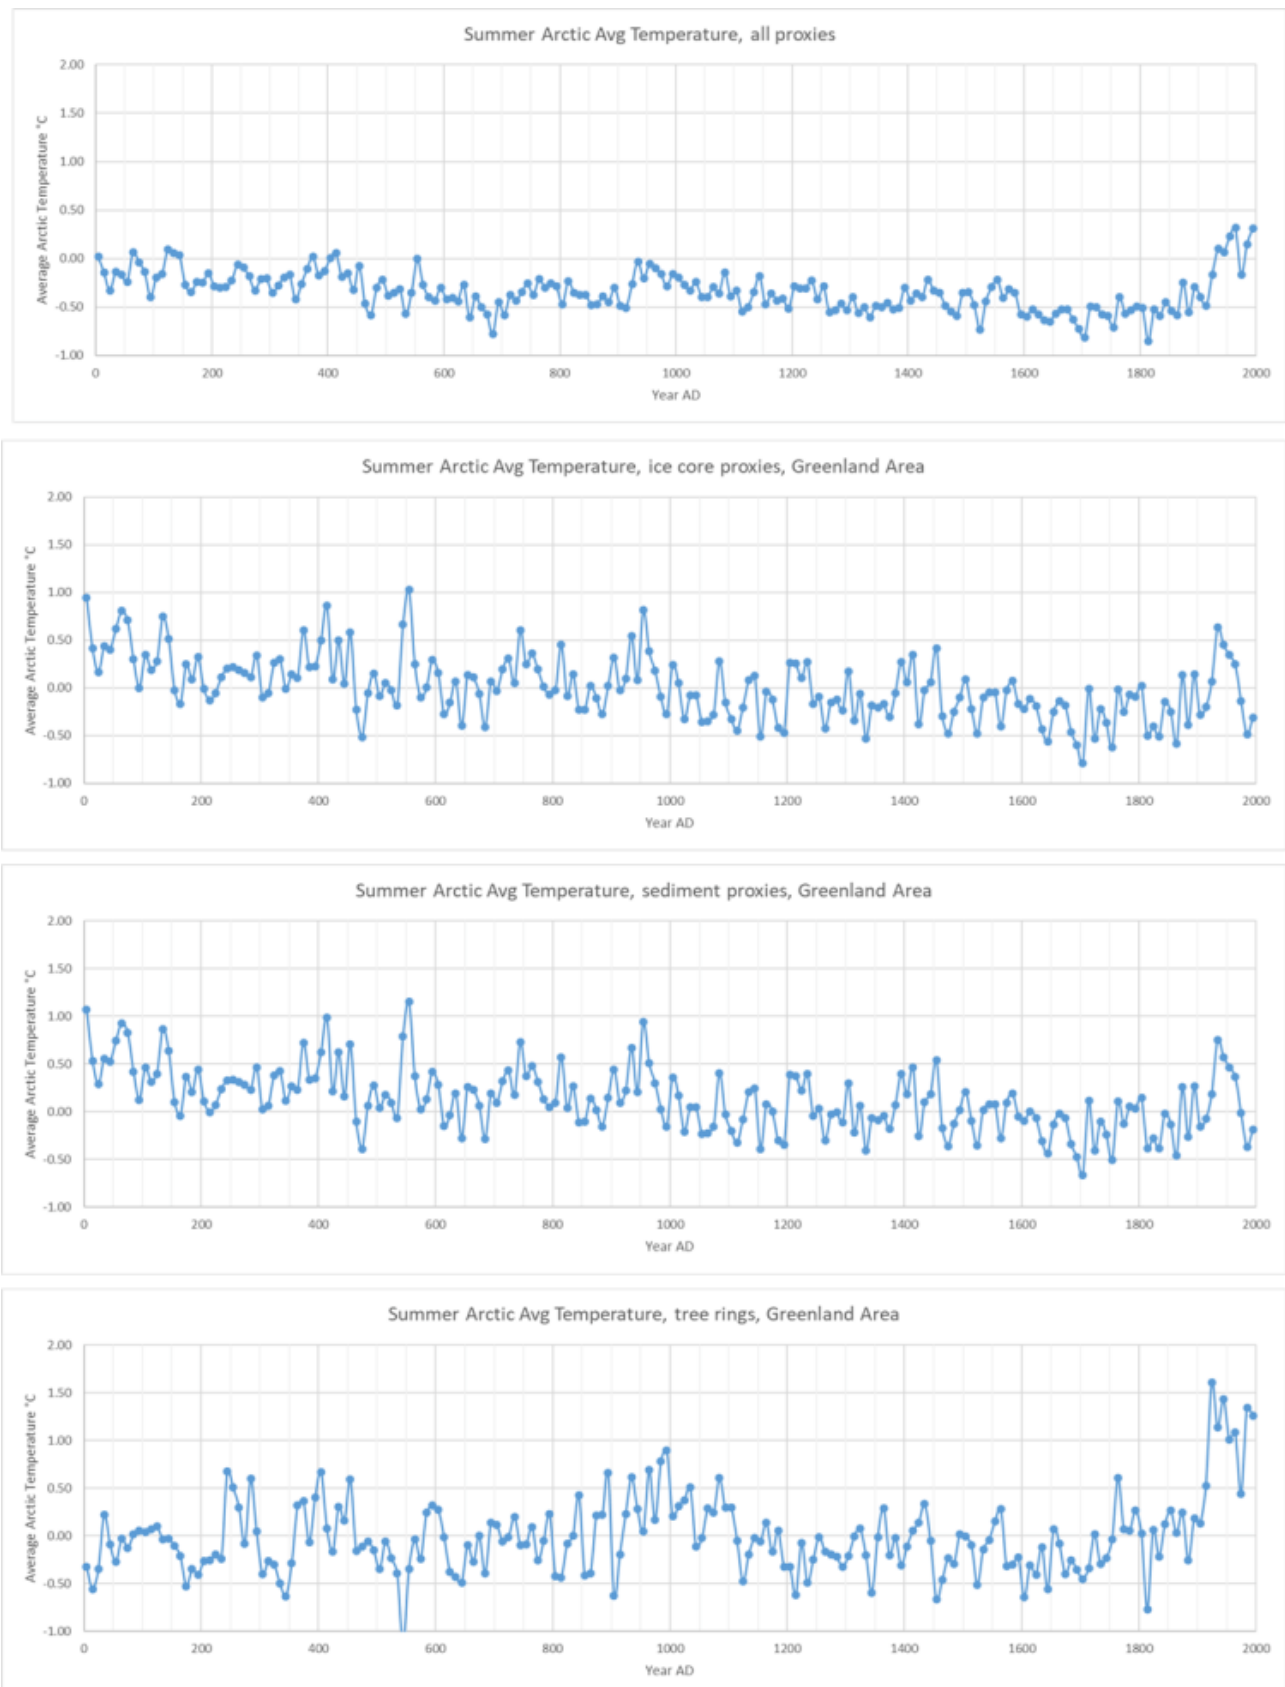 Summer Arctic Avg Temperature, all proxies
Average Arctic Temperature °C
2.00
1.50
1.00
0.50
0.00
-0.50
-1.00
0 200 400 600 800 1000 1200 1400 1600 1800 2000
Year AD
Summer Arctic Avg Temperature, ice core proxies, Greenland Area
Average Arctic Temperature °C
2.00
1.50
1.00
0.50
0.00
-0.50
-1.00
0 200 400 600 800 1000 1200 1400 1600 1800 2000
Year AD
Summer Arctic Avg Temperature, sediment proxies, Greenland Area
Average Arctic Temperature °C
2.00
1.50
1.00
0.50
0.00
-0.50
-1.00
0 200 400 600 800 1000 1200 1400 1600 1800 2000
Year AD
Summer Arctic Avg Temperature, tree rings, Greenland Area
Average Arctic Temperature °C
2.00
1.50
1.00
0.50
0.00
-0.50
-1.00
0 200 400 600 800 1000 1200 1400 1600 1800 2000
Year AD